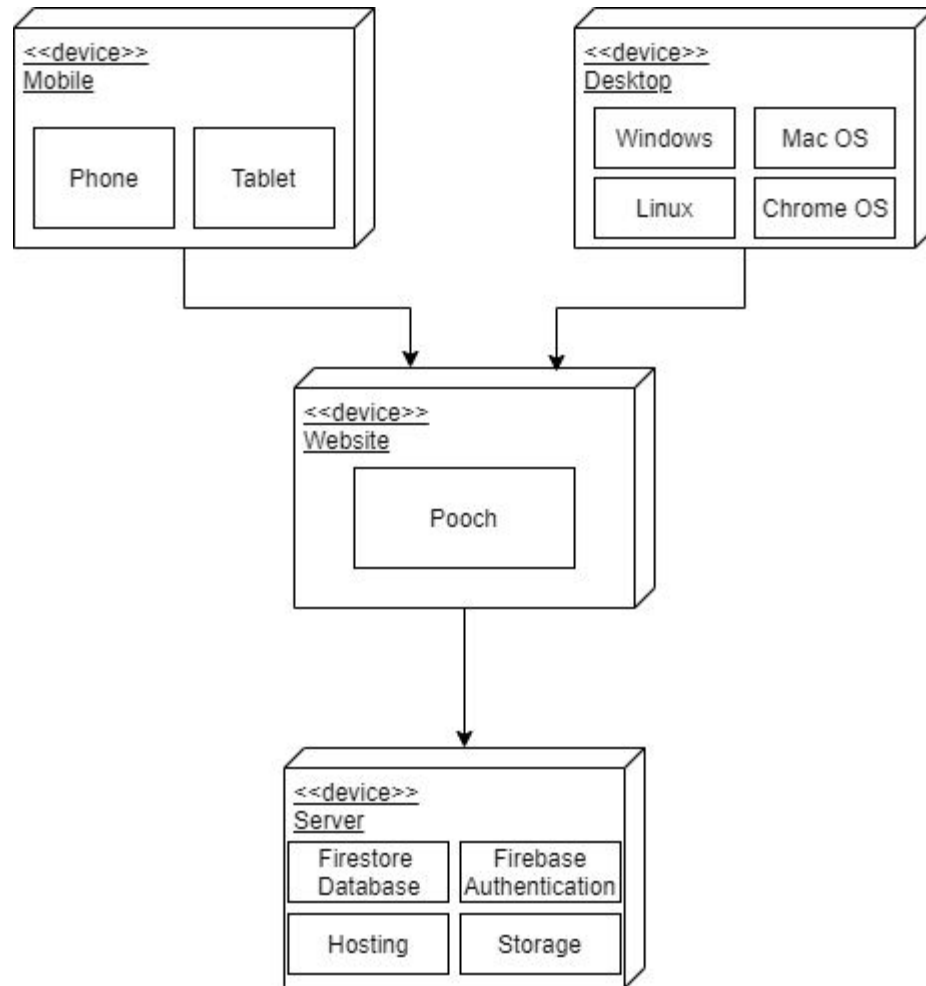 <<device>>
Mobile
Phone
Tablet
<<device>>
Desktop
Windows
Mac OS
Linux
Chrome OS
<<device>>
Website
Pooch
<<device>>
Server
Firestore
Database
Firebase
Authentication
Hosting
Storage